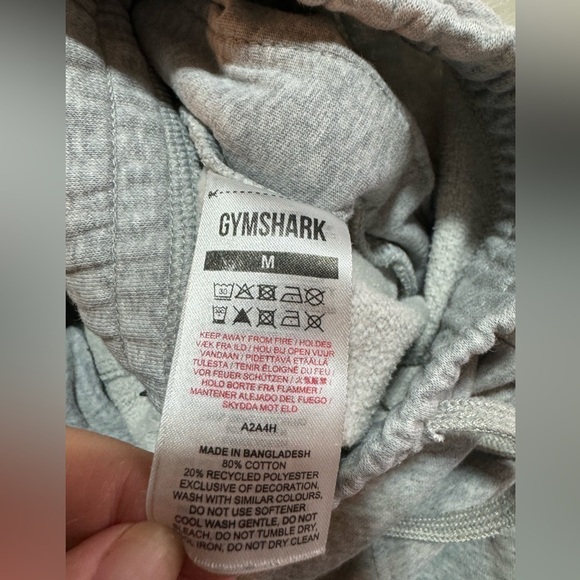 GYMSHARK
M
KEEP AWAY FROM FIRE / HOLDES
VÆK FRA ILD / HOU BIJ OPEN VUUR
VANDAAN / PIDETTÄVÄ ETÄÄLLÄ
TULESTA / TENIR ÉLOIGNÉ DU FEU /
VOR FEUER SCHÜTZEN / 火気厳禁
HOLD BORTE FRA FLAMMER /
MANTENER ALEJADO DEL FUEGO /
SKYDDA MOT ELD
A2A4H
MADE IN BANGLADESH
80% COTTON
20% RECYCLED POLYESTER
EXCLUSIVE OF DECORATION,
WASH WITH SIMILAR COLOURS,
DO NOT USE SOFTENER
COOL WASH GENTLE, DO NOT
BLEACH, DO NOT TUMBLE DRY,
IRON, DO NOT DRY CLEAN